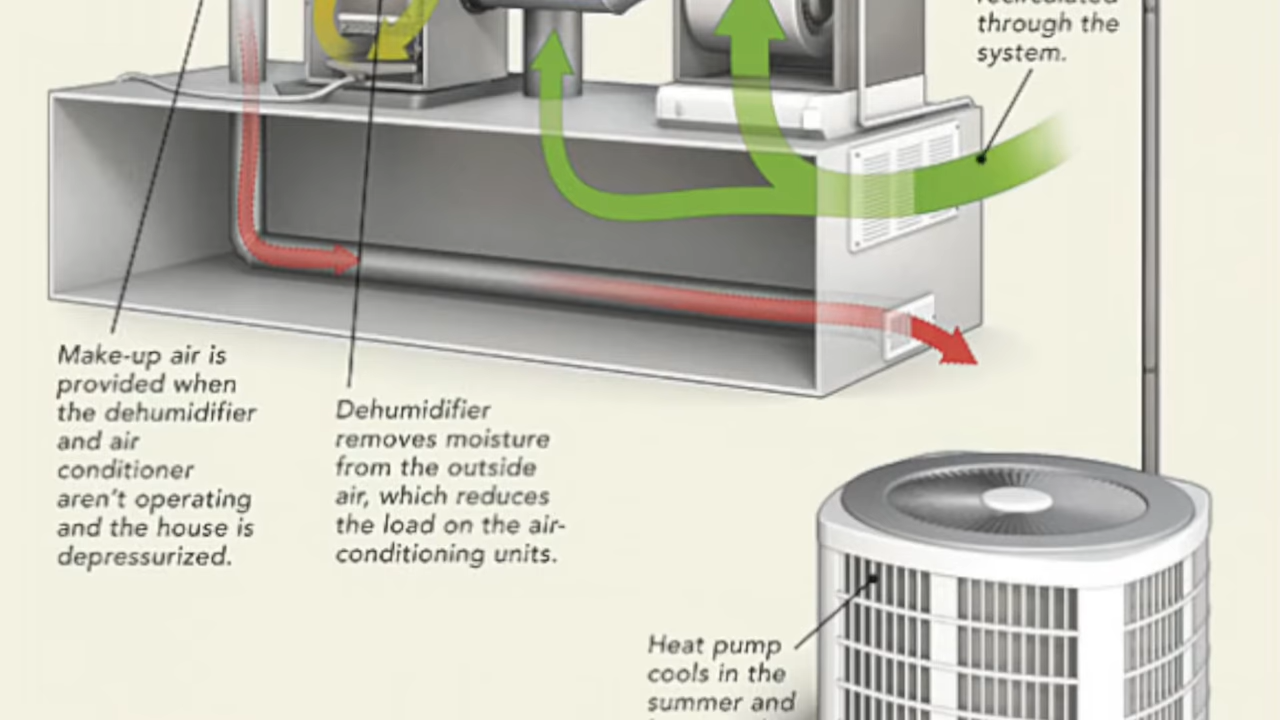 through the
system.
Make-up air is
provided when
the dehumidifier
and air
conditioner
aren't operating
and the house is
depressurized.
Dehumidifier
removes moisture
from the outside
air, which reduces
the load on the air-
conditioning units.
Heat pump
cools in the
summer and